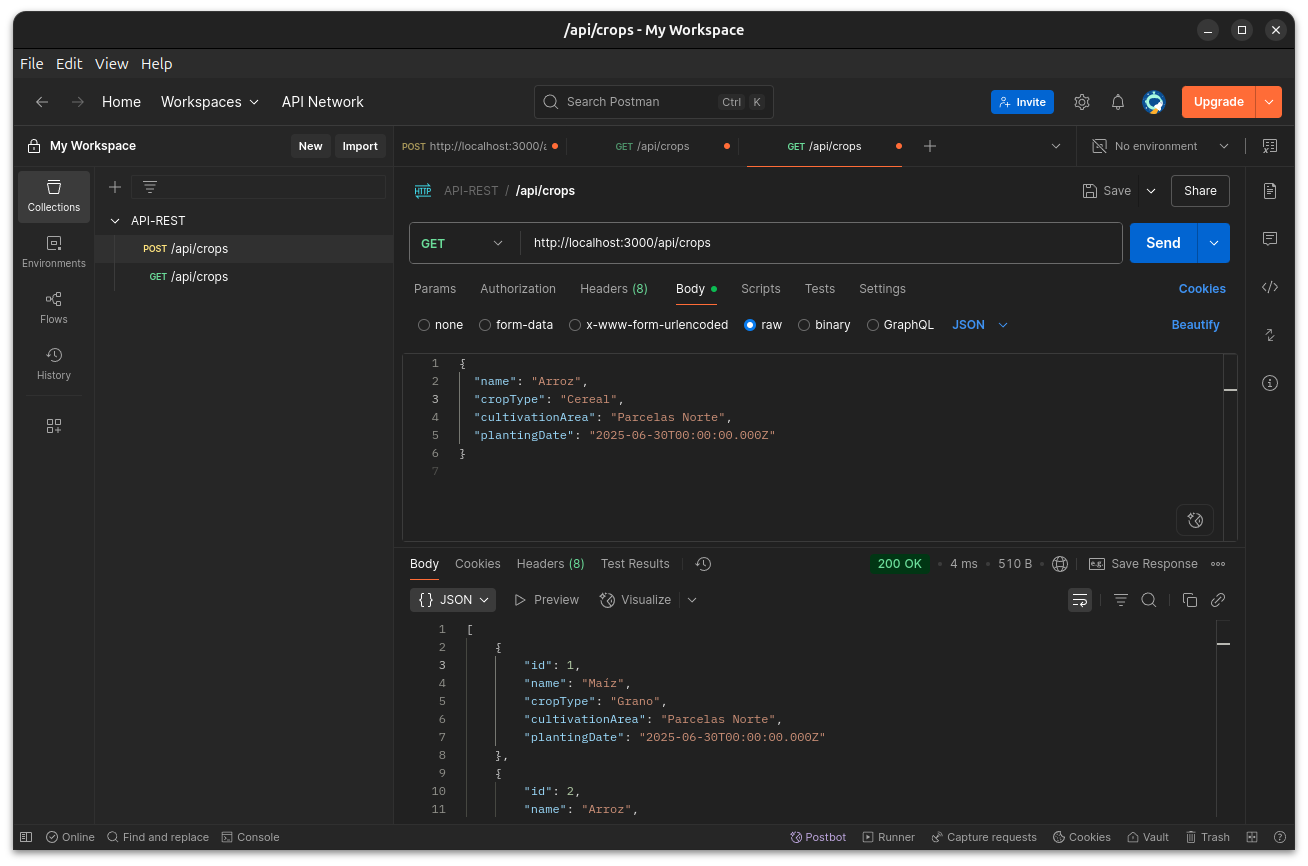 /api/crops - My Workspace
File Edit View Help
Home Workspaces API Network Search Postman Ctrl K Invite Upgrade
My Workspace New Import
POST http://localhost:3000/a GET /api/crops GET /api/crops No environment
Collections
Environments
Flows
History
API-REST
POST /api/crops
GET /api/crops
HTTP API-REST / /api/crops Save Share
GET http://localhost:3000/api/crops Send
Params Authorization Headers (8) Body Scripts Tests Settings Cookies
none form-data x-www-form-urlencoded raw binary GraphQL JSON Beautify
1 {
2 "name": "Arroz",
3 "cropType": "Cereal",
4 "cultivationArea": "Parcelas Norte",
5 "plantingDate": "2025-06-30T00:00:00.000Z"
6 }
7
Body Cookies Headers (8) Test Results 200 OK • 4 ms • 510 B • e.g. Save Response
{} JSON Preview Visualize
1 [
2 {
3 "id": 1,
4 "name": "Maíz",
5 "cropType": "Grano",
6 "cultivationArea": "Parcelas Norte",
7 "plantingDate": "2025-06-30T00:00:00.000Z"
8 },
9 {
10 "id": 2,
11 "name": "Arroz",
Online Find and replace Console Postbot Runner Capture requests Cookies Vault Trash